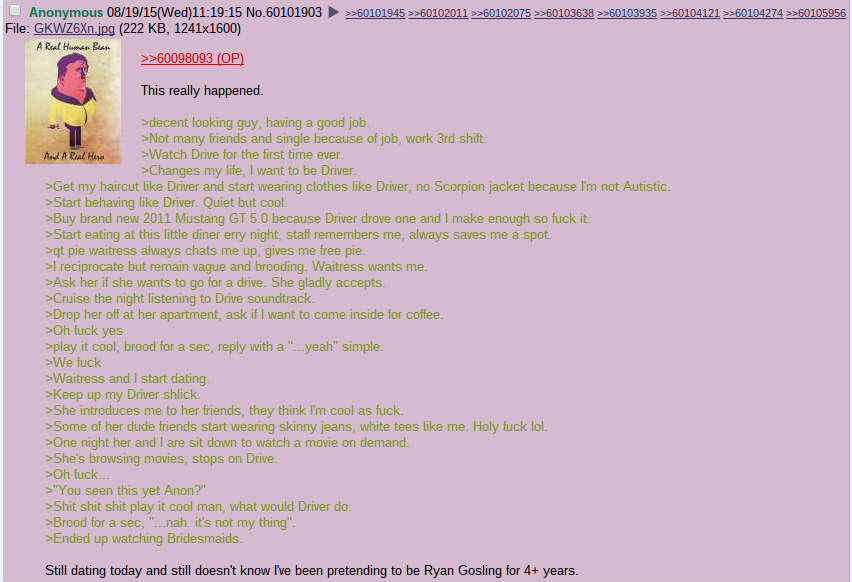 Anonymous 08/19/15(Wed)11:19:15 No.60101903 ▶ >>60101945 >>60102011 >>60102075 >>60103638 >>60103935 >>60104121 >>60104274 >>60105956
File: GKWZ6Xn.jpg (222 KB, 1241x1600)
A Real Human Bean
And A Real Hero
>>60098093 (OP)
This really happened.
>decent looking guy, having a good job.
>Not many friends and single because of job, work 3rd shift.
>Watch Drive for the first time ever.
>Changes my life, I want to be Driver.
>Get my haircut like Driver and start wearing clothes like Driver, no Scorpion jacket because I'm not Autistic.
>Start behaving like Driver. Quiet but cool.
>Buy brand new 2011 Mustang GT 5.0 because Driver drove one and I make enough so fuck it.
>Start eating at this little diner erry night, staff remembers me, always saves me a spot.
>qt pie waitress always chats me up, gives me free pie.
>I reciprocate but remain vague and brooding. Waitress wants me.
>Ask her if she wants to go for a drive. She gladly accepts.
>Cruise the night listening to Drive soundtrack.
>Drop her off at her apartment, ask if I want to come inside for coffee.
>Oh fuck yes
>play it cool, brood for a sec, reply with a "...yeah" simple.
>We fuck
>Waitress and I start dating.
>Keep up my Driver shlick.
>She introduces me to her friends, they think I'm cool as fuck.
>Some of her dude friends start wearing skinny jeans, white tees like me. Holy fuck lol.
>One night her and I are sit down to watch a movie on demand.
>She's browsing movies, stops on Drive.
>Oh fuck...
>"You seen this yet Anon?"
>Shit shit shit play it cool man, what would Driver do.
>Brood for a sec, "...nah. it's not my thing".
>Ended up watching Bridesmaids.
Still dating today and still doesn't know I've been pretending to be Ryan Gosling for 4+ years.